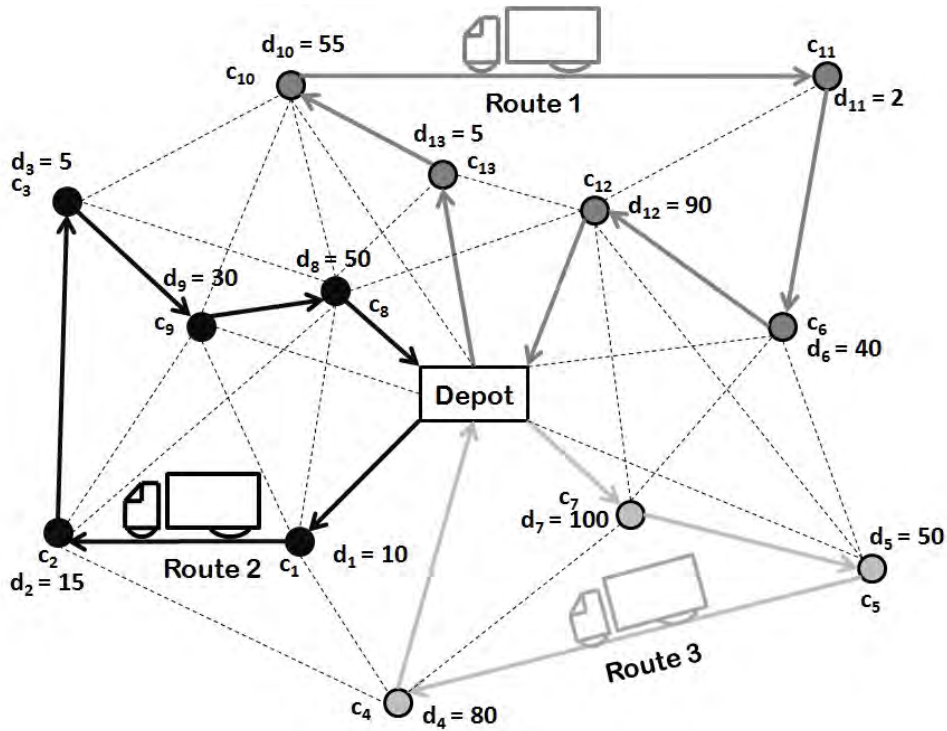 d10 = 55
c10
c11
d11 = 2
Route 1
d13 = 5
c13
d3 = 5
c3
c12
d12 = 90
d8 = 50
d9 = 30
c8
c9
c6
d6 = 40
Depot
c7
d7 = 100
d5 = 50
c5
c2
d2 = 15
Route 2
c1
d1 = 10
Route 3
c4
d4 = 80